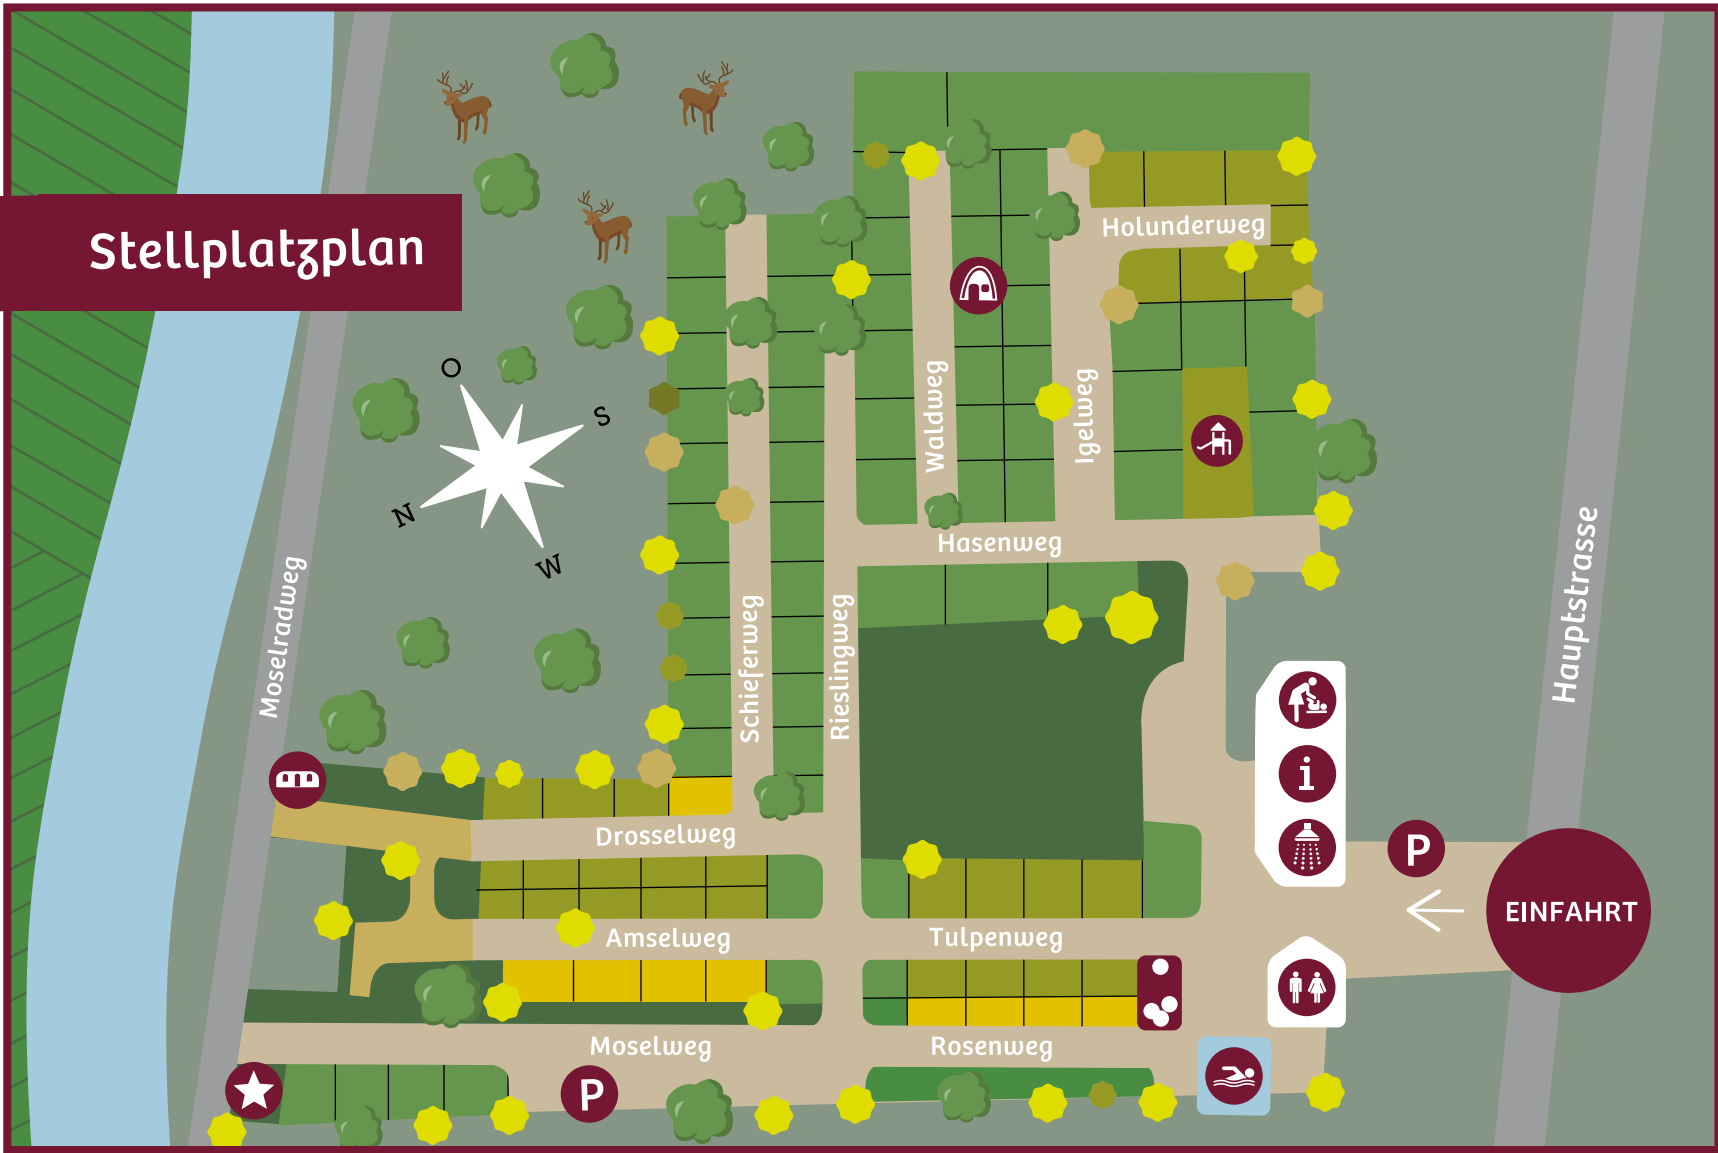 Stellplatzplan
Holunderweg
O
S
N
W
Waldweg
Igelweg
Hasenweg
Moselradweg
Schieferweg
Rieslingweg
Hauptstrasse
i
Drosselweg
P
EINFAHRT
Amselweg
Tulpenweg
Moselweg
Rosenweg
P